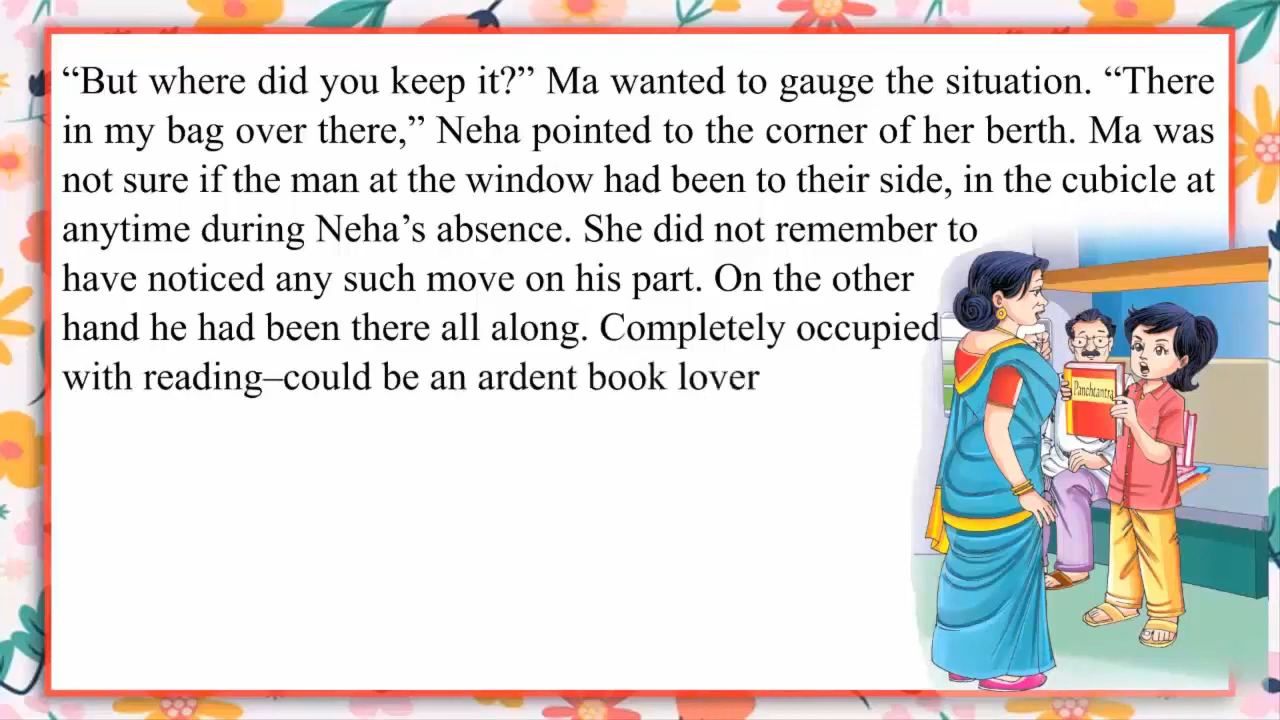 “But where did you keep it?” Ma wanted to gauge the situation. “There
in my bag over there,” Neha pointed to the corner of her berth. Ma was
not sure if the man at the window had been to their side, in the cubicle at
anytime during Neha’s absence. She did not remember to
have noticed any such move on his part. On the other
hand he had been there all along. Completely occupied
with reading–could be an ardent book lover
Panchtantra